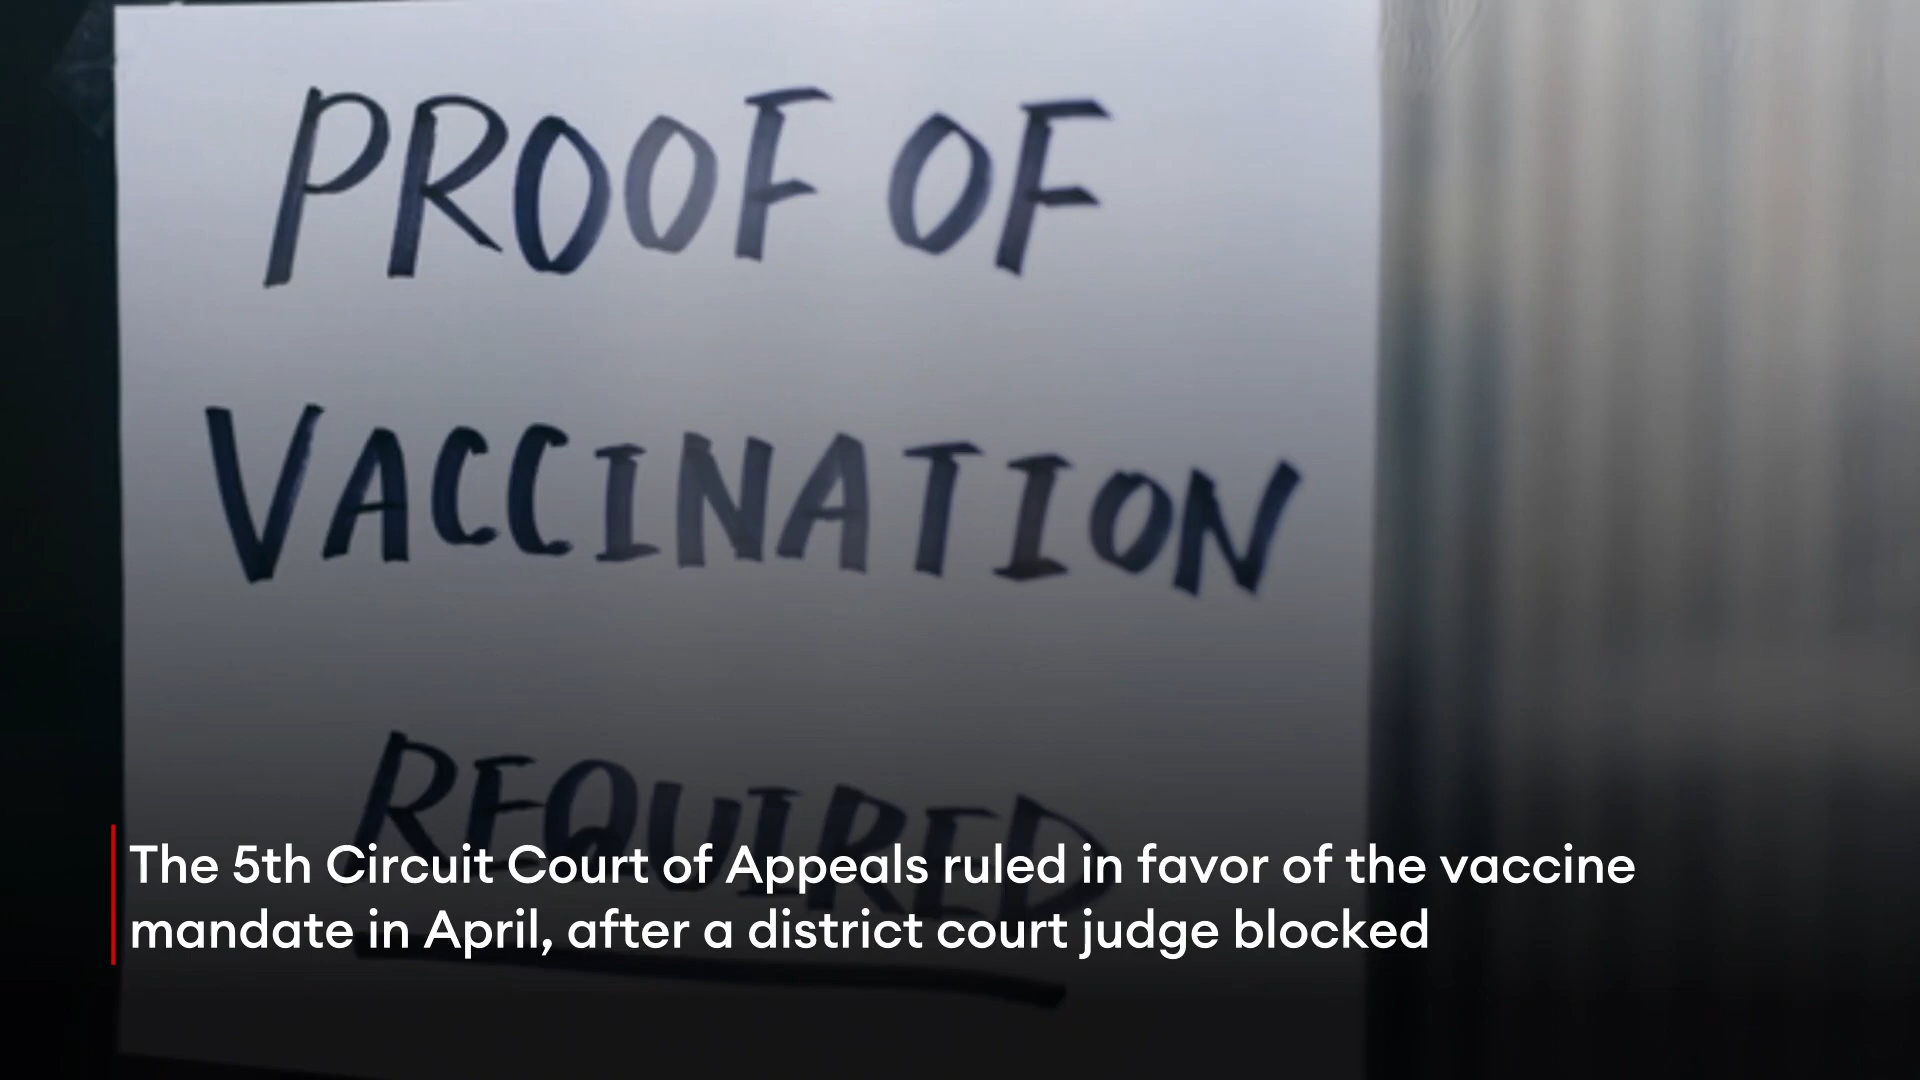 PROOF OF
VACCINATION
REQUIRED
The 5th Circuit Court of Appeals ruled in favor of the vaccine
mandate in April, after a district court judge blocked